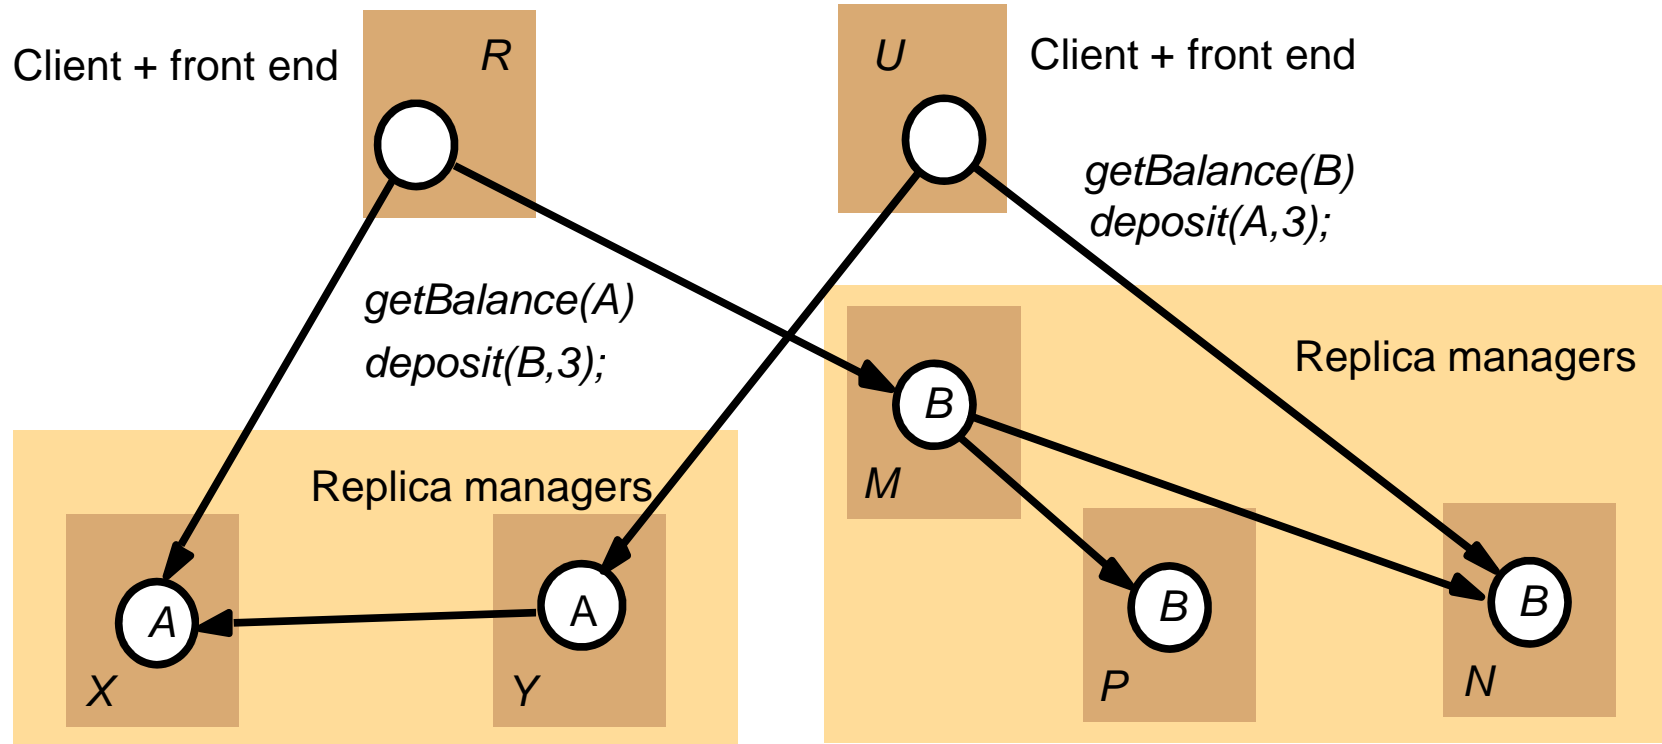 Client + front end
R
U
Client + front end
getBalance(B)
deposit(A,3);
getBalance(A)
deposit(B,3);
Replica managers
B
M
Replica managers
A
X
A
Y
B
P
B
N